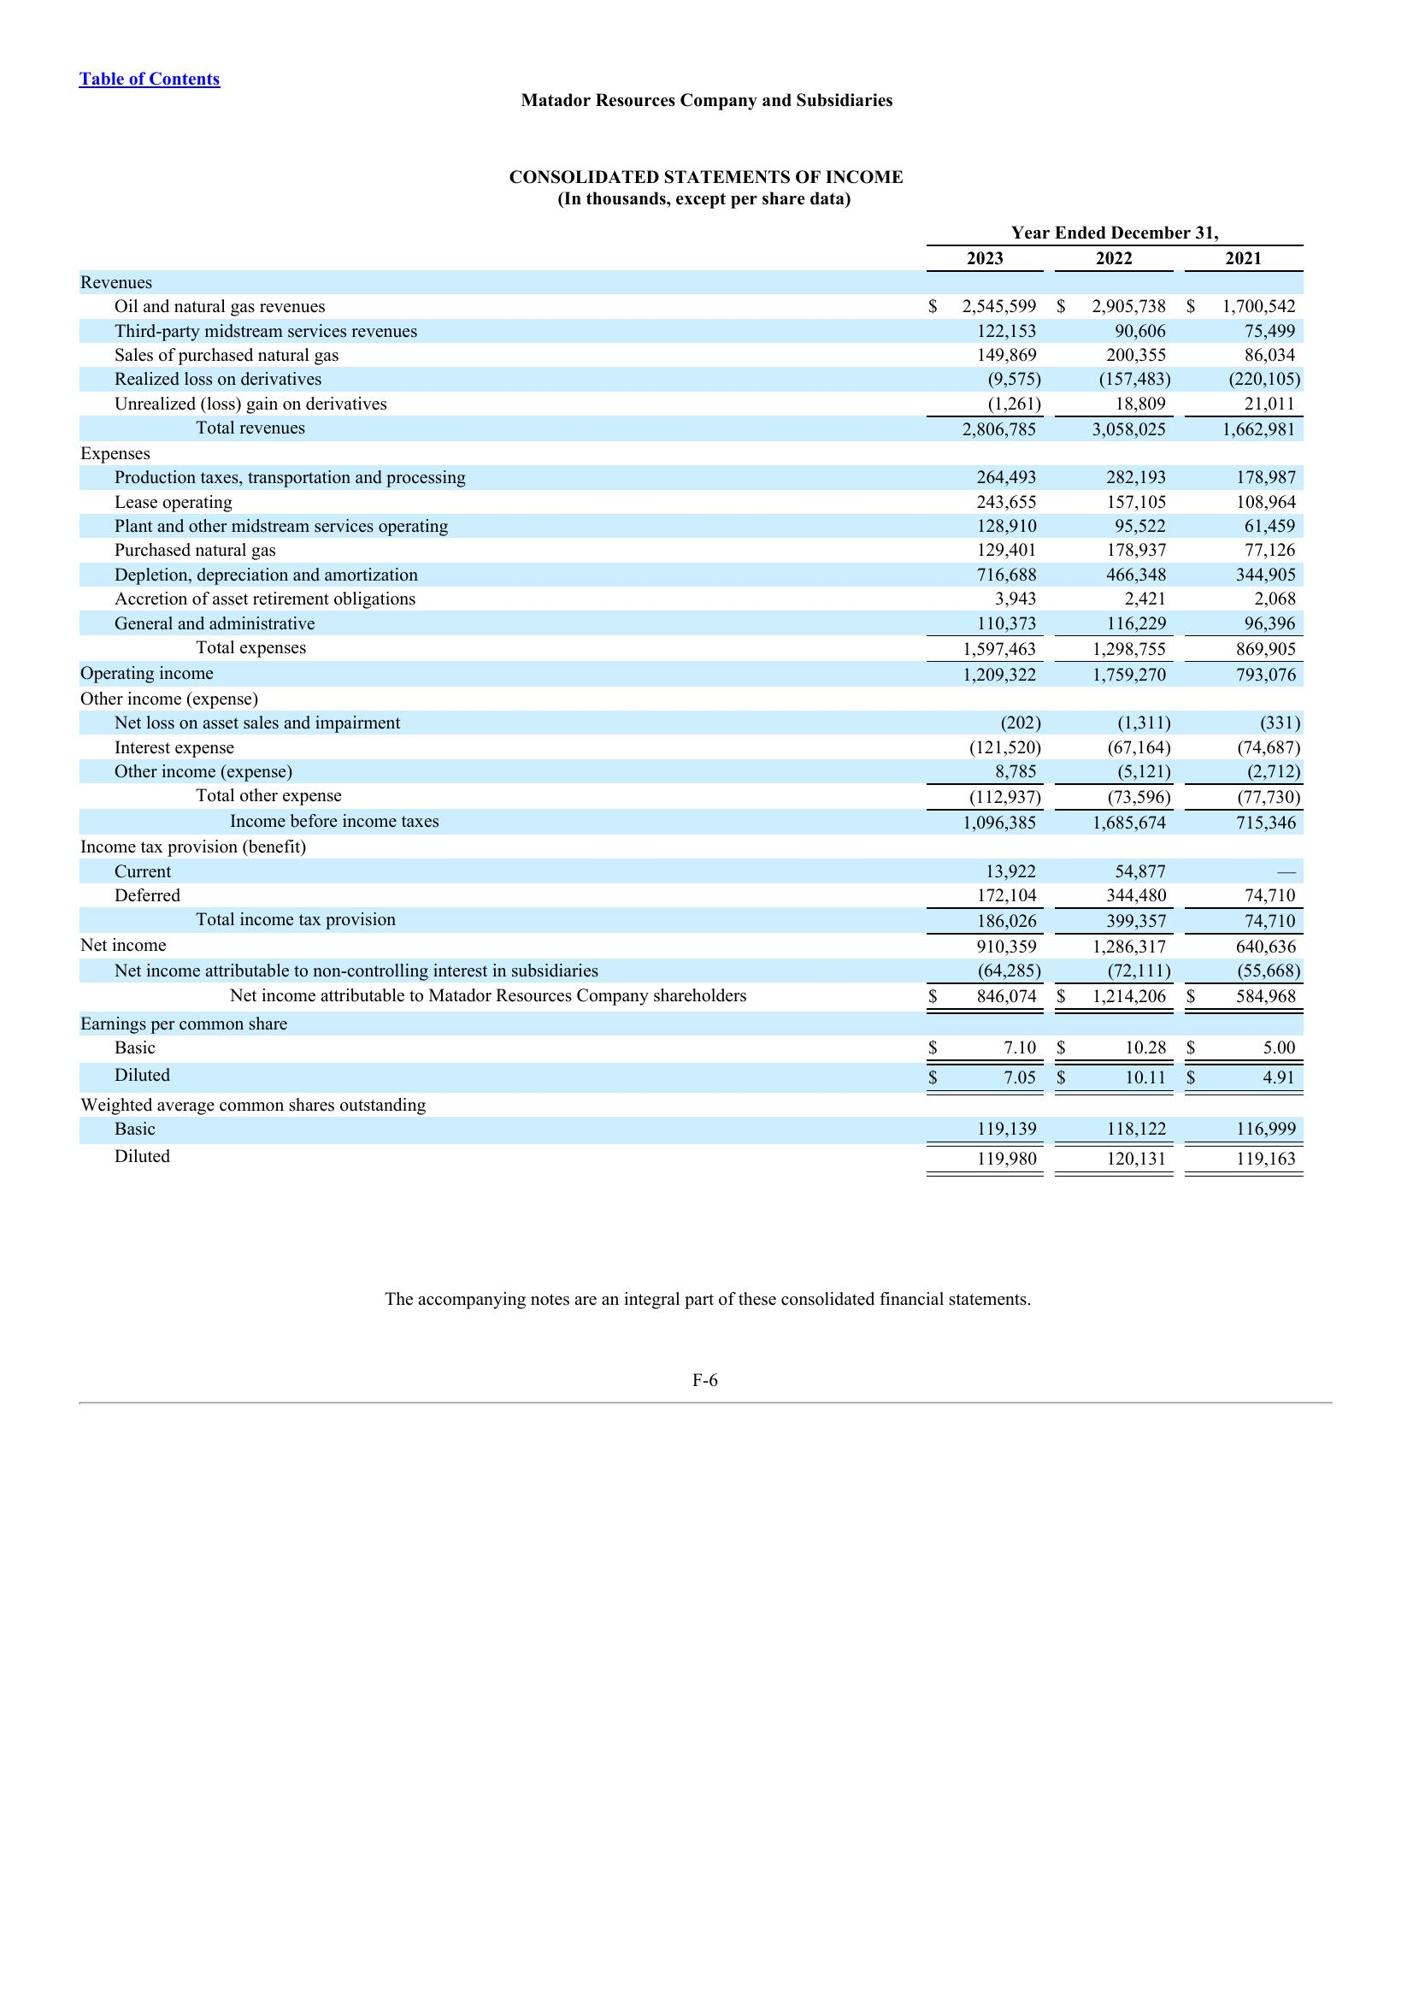 Table of Contents
Matador Resources Company and Subsidiaries
CONSOLIDATED STATEMENTS OF INCOME
(In thousands, except per share data)
Year Ended December 31,
2023 2022 2021
Revenues
Oil and natural gas revenues $ 2,545,599 $ 2,905,738 $ 1,700,542
Third-party midstream services revenues 122,153 90,606 75,499
Sales of purchased natural gas 149,869 200,355 86,034
Realized loss on derivatives (9,575) (157,483) (220,105)
Unrealized (loss) gain on derivatives (1,261) 18,809 21,011
Total revenues 2,806,785 3,058,025 1,662,981
Expenses
Production taxes, transportation and processing 264,493 282,193 178,987
Lease operating 243,655 157,105 108,964
Plant and other midstream services operating 128,910 95,522 61,459
Purchased natural gas 129,401 178,937 77,126
Depletion, depreciation and amortization 716,688 466,348 344,905
Accretion of asset retirement obligations 3,943 2,421 2,068
General and administrative 110,373 116,229 96,396
Total expenses 1,597,463 1,298,755 869,905
Operating income 1,209,322 1,759,270 793,076
Other income (expense)
Net loss on asset sales and impairment (202) (1,311) (331)
Interest expense (121,520) (67,164) (74,687)
Other income (expense) 8,785 (5,121) (2,712)
Total other expense (112,937) (73,596) (77,730)
Income before income taxes 1,096,385 1,685,674 715,346
Income tax provision (benefit)
Current 13,922 54,877 —
Deferred 172,104 344,480 74,710
Total income tax provision 186,026 399,357 74,710
Net income 910,359 1,286,317 640,636
Net income attributable to non-controlling interest in subsidiaries (64,285) (72,111) (55,668)
Net income attributable to Matador Resources Company shareholders $ 846,074 $ 1,214,206 $ 584,968
Earnings per common share
Basic $ 7.10 $ 10.28 $ 5.00
Diluted $ 7.05 $ 10.11 $ 4.91
Weighted average common shares outstanding
Basic 119,139 118,122 116,999
Diluted 119,980 120,131 119,163
The accompanying notes are an integral part of these consolidated financial statements.
F-6